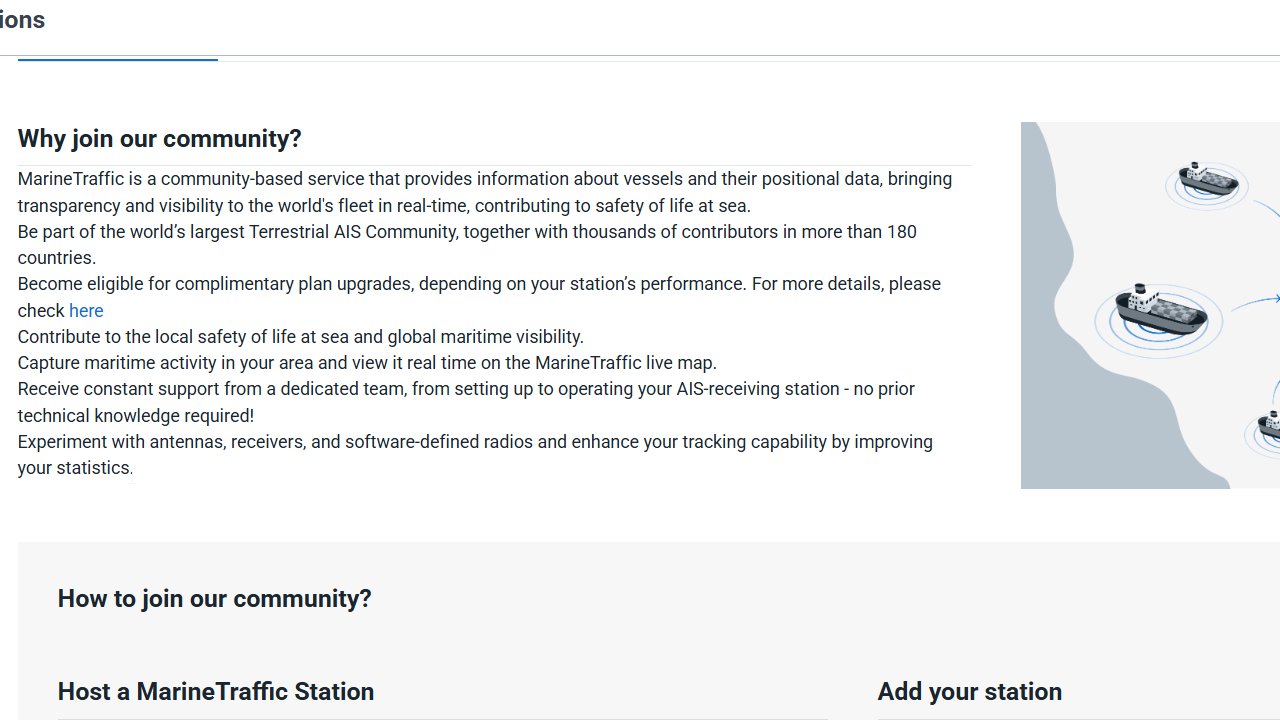 ions
Why join our community?
MarineTraffic is a community-based service that provides information about vessels and their positional data, bringing
transparency and visibility to the world's fleet in real-time, contributing to safety of life at sea.
Be part of the world’s largest Terrestrial AIS Community, together with thousands of contributors in more than 180
countries.
Become eligible for complimentary plan upgrades, depending on your station’s performance. For more details, please
check here
Contribute to the local safety of life at sea and global maritime visibility.
Capture maritime activity in your area and view it real time on the MarineTraffic live map.
Receive constant support from a dedicated team, from setting up to operating your AIS-receiving station - no prior
technical knowledge required!
Experiment with antennas, receivers, and software-defined radios and enhance your tracking capability by improving
your statistics.
How to join our community?
Host a MarineTraffic Station
Add your station